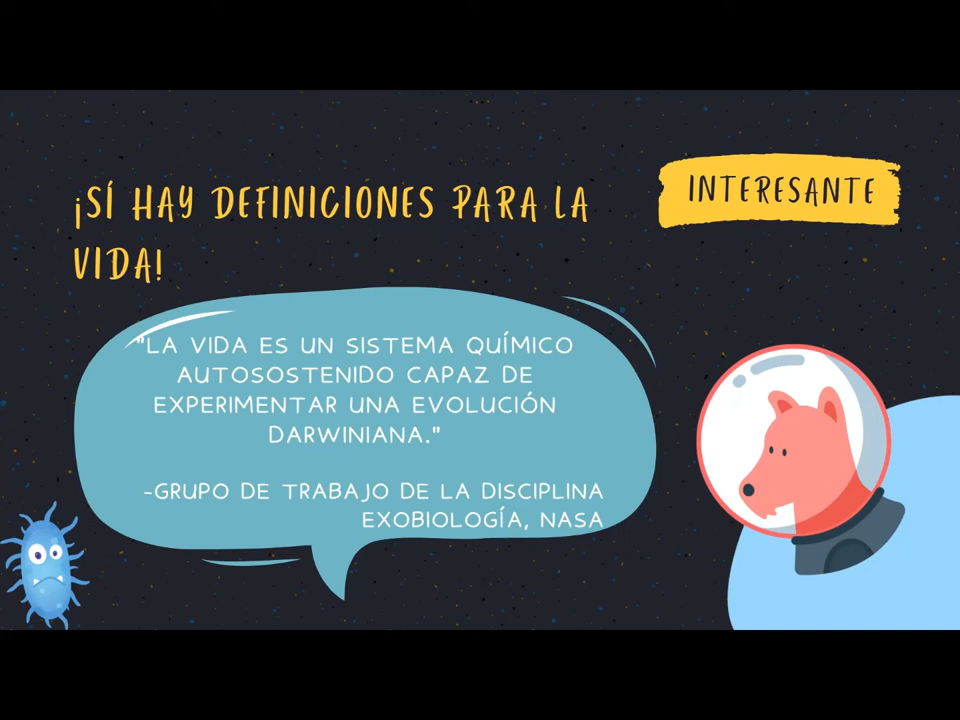 ¡SÍ HAY DEFINICIONES PARA LA
VIDA!
INTERESANTE
"LA VIDA ES UN SISTEMA QUÍMICO
AUTOSOSTENIDO CAPAZ DE
EXPERIMENTAR UNA EVOLUCIÓN
DARWINIANA."
-GRUPO DE TRABAJO DE LA DISCIPLINA
EXOBIOLOGÍA, NASA